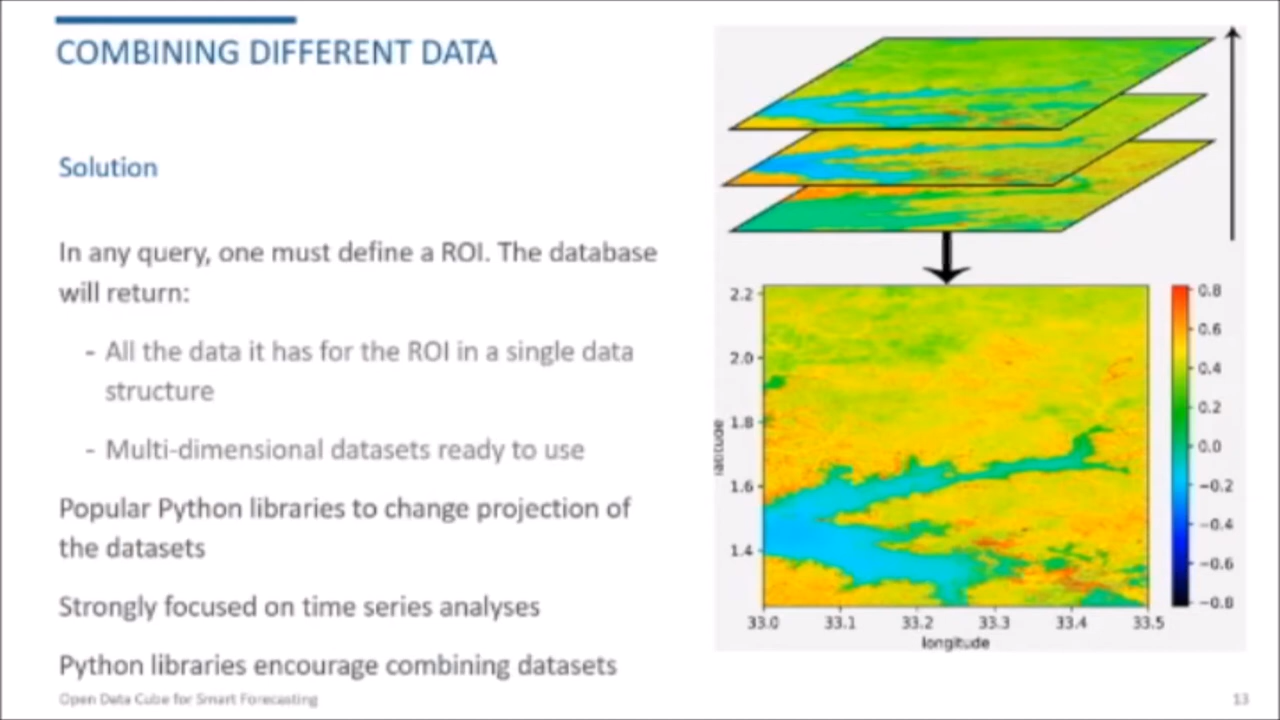 COMBINING DIFFERENT DATA
Solution
In any query, one must define a ROI. The database
will return:
- All the data it has for the ROI in a single data
structure
- Multi-dimensional datasets ready to use
Popular Python libraries to change projection of
the datasets
Strongly focused on time series analyses
Python libraries encourage combining datasets
2.2
2.0
1.8
1.6
1.4
latitude
33.0 33.1 33.2 33.3 33.4 33.5
longitude
0.8
0.6
0.4
0.2
0.0
−0.2
−0.4
−0.6
−0.8
Open Data Cube for Smart Forecasting
13